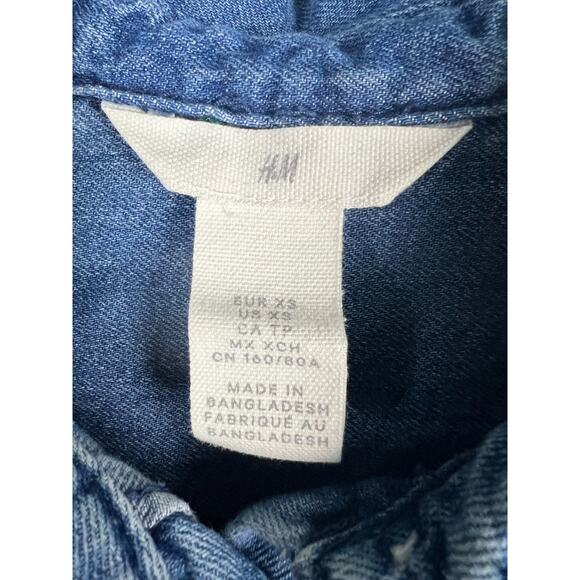 H&M
EUR XS
US XS
CA TP
MX XCH
CN 160/80A
MADE IN
BANGLADESH
FABRIQUÉ AU
BANGLADESH